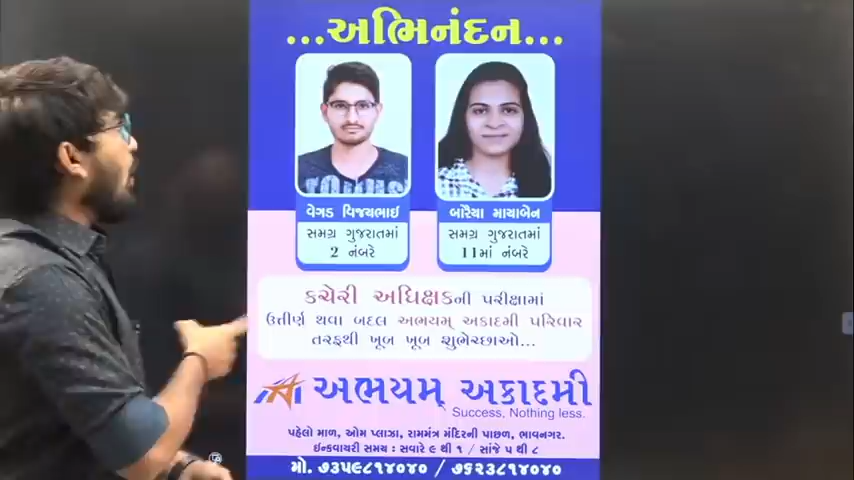 ...અભિનંદન...
વેગડ વિજયભાઈ
સમગ્ર ગુજરાતમાં
2 નંબરે
બારૈયા માયાબેન
સમગ્ર ગુજરાતમાં
11માં નંબરે
કચેરી અધિક્ષકની પરીક્ષામાં
ઉત્તીર્ણ થવા બદલ અભયમ્ અકાદમી પરિવાર
તરફથી ખૂબ ખૂબ શુભેચ્છાઓ...
અભયમ્ અકાદમી
Success, Nothing less.
પહેલો માળ, ઓમ પ્લાઝા, રામમંત્ર મંદિરની પાછળ, ભાવનગર.
ઈન્કવાયરી સમય : સવારે ૯ થી ૧ / સાંજે ૫ થી ૮
મો. ૭૩૫૯૮૧૪૦૪૦ / ૭૬૨૩૮૧૪૦૪૦